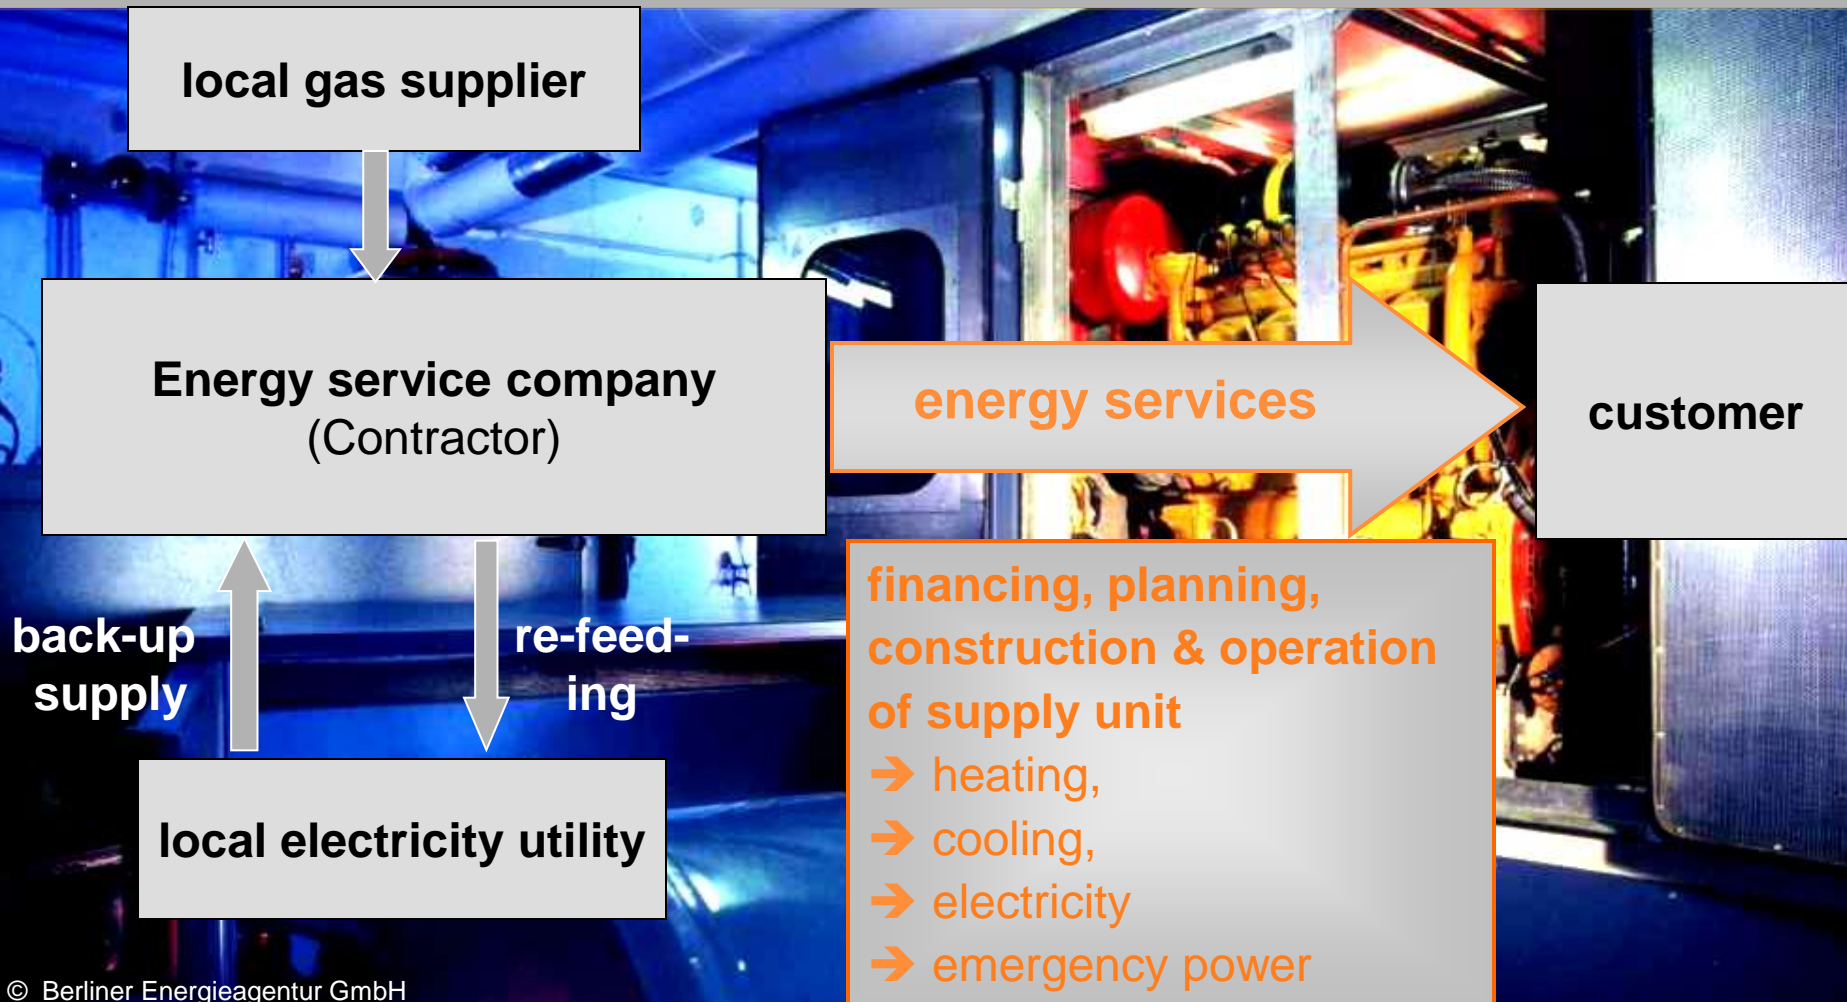 local gas supplier
Energy service company
(Contractor)
energy services
customer
back-up
supply
re-feed-
ing
financing, planning,
construction & operation
of supply unit
➔ heating,
➔ cooling,
➔ electricity
➔ emergency power
local electricity utility
© Berliner Energieagentur GmbH